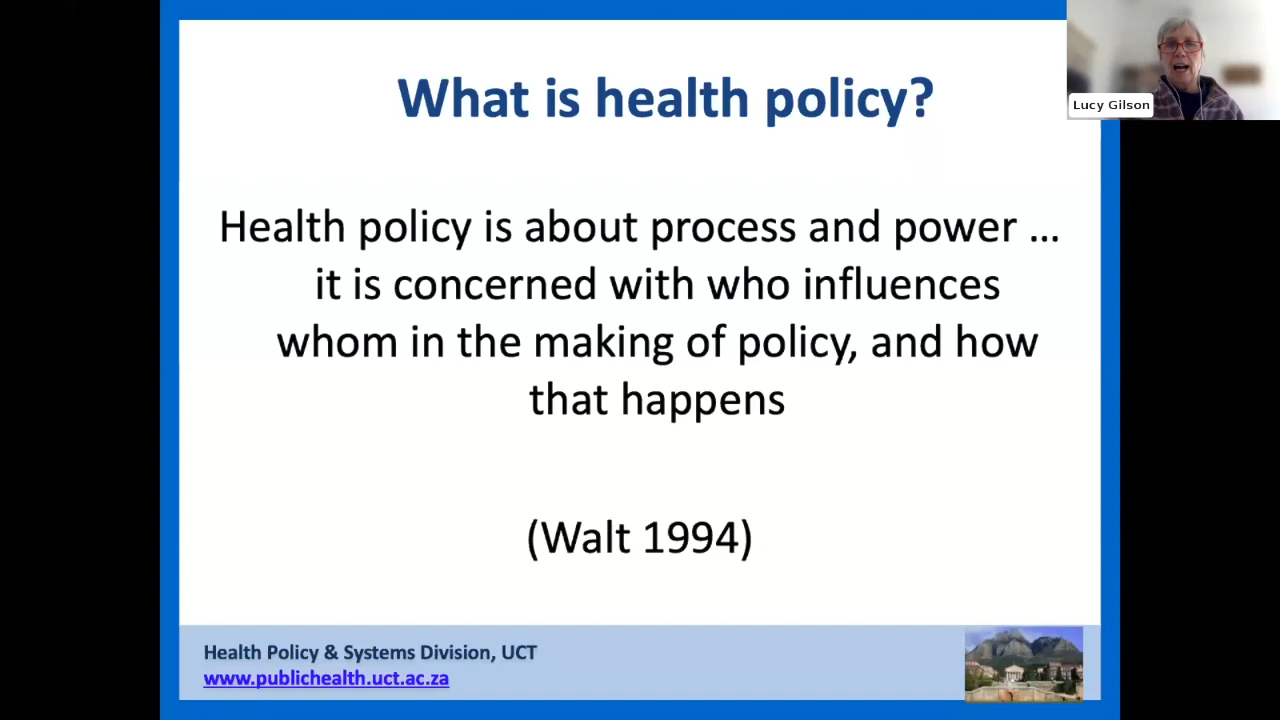 What is health policy?
Lucy Gilson
Health policy is about process and power ...
it is concerned with who influences
whom in the making of policy, and how
that happens
(Walt 1994)
Health Policy & Systems Division, UCT
www.publichealth.uct.ac.za